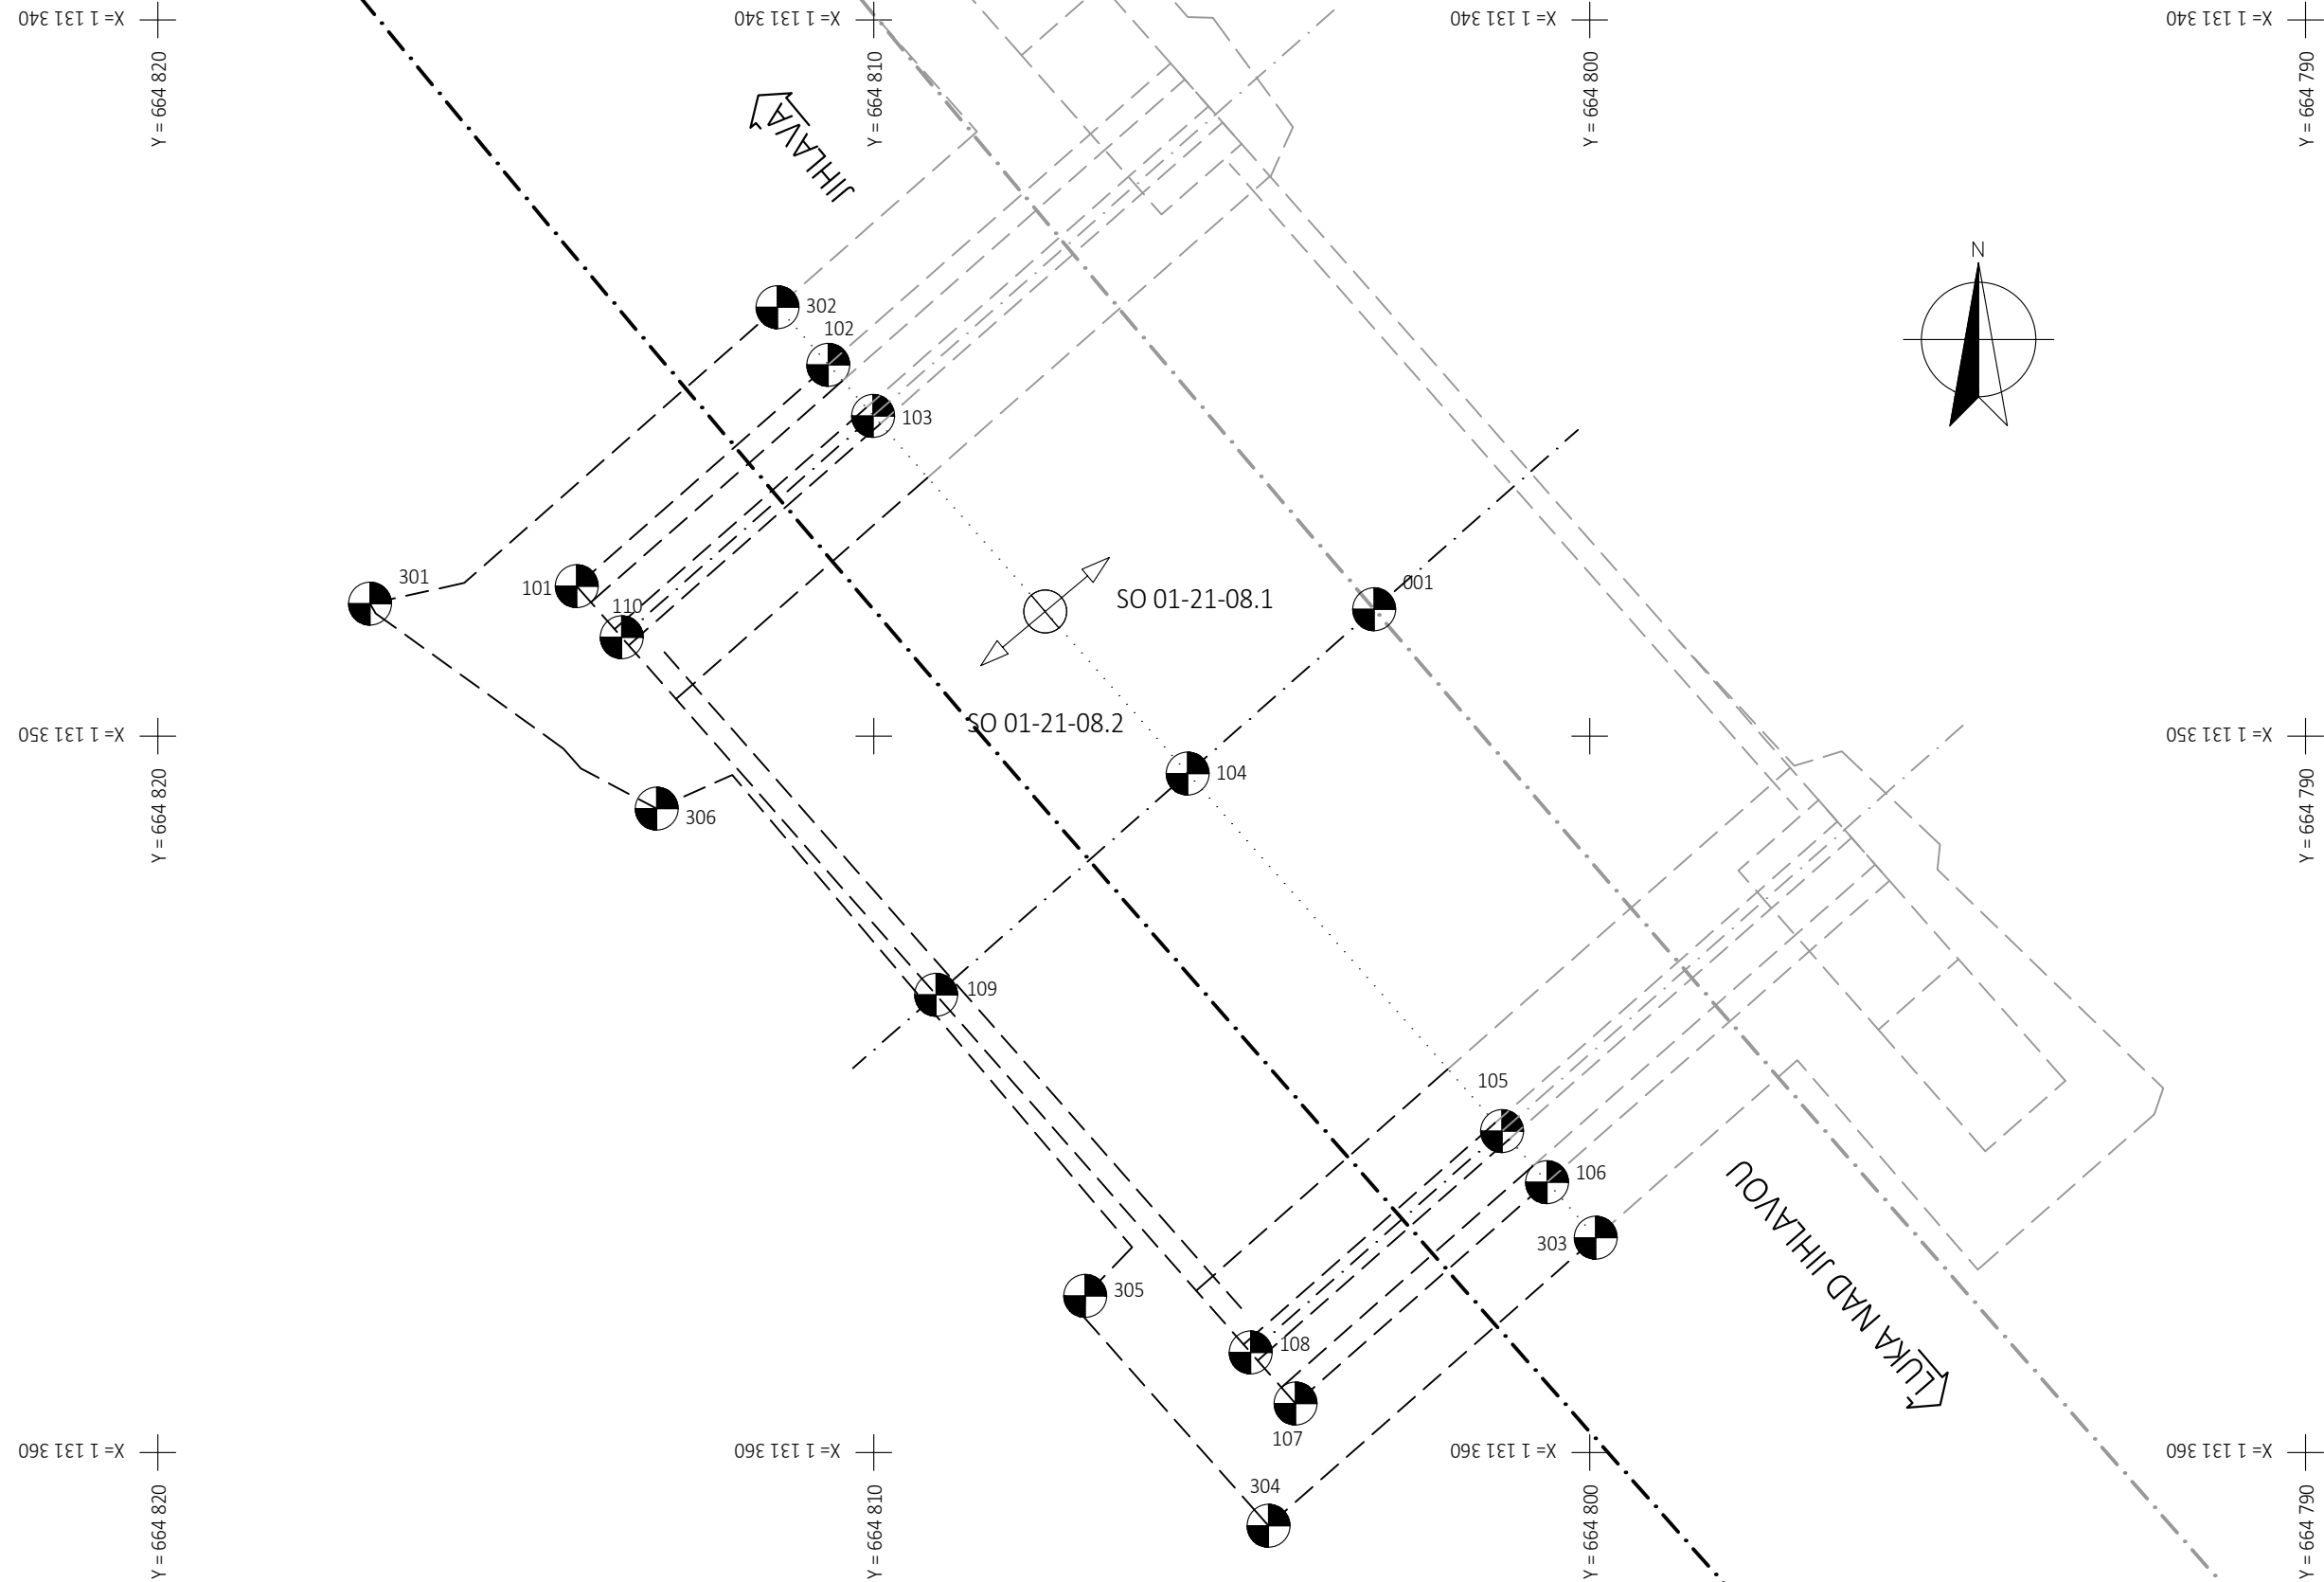 X= 1 131 340
X= 1 131 340
X= 1 131 340
X= 1 131 340
Y = 664 820
Y = 664 810
Y = 664 800
Y = 664 790
JIHLAVA
N
302
102
103
301
101
110
001
SO 01-21-08.1
SO 01-21-08.2
X= 1 131 350
X= 1 131 350
Y = 664 820
Y = 664 790
104
306
109
105
106
303
305
108
107
LUKA NAD JIHLAVOU
X= 1 131 360
X= 1 131 360
X= 1 131 360
X= 1 131 360
304
Y = 664 820
Y = 664 810
Y = 664 800
Y = 664 790